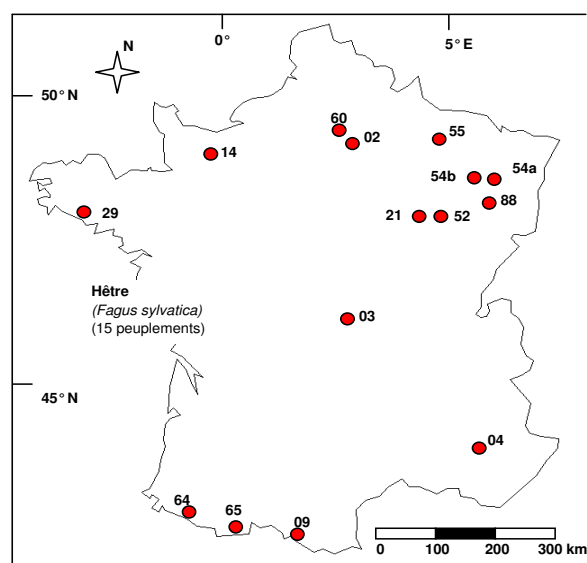 0°
5°E
N
50°N
60
02
55
14
54b
54a
88
29
21
52
Hêtre
(Fagus sylvatica)
(15 peuplements)
03
45°N
04
64
65
09
0 100 200 300 km